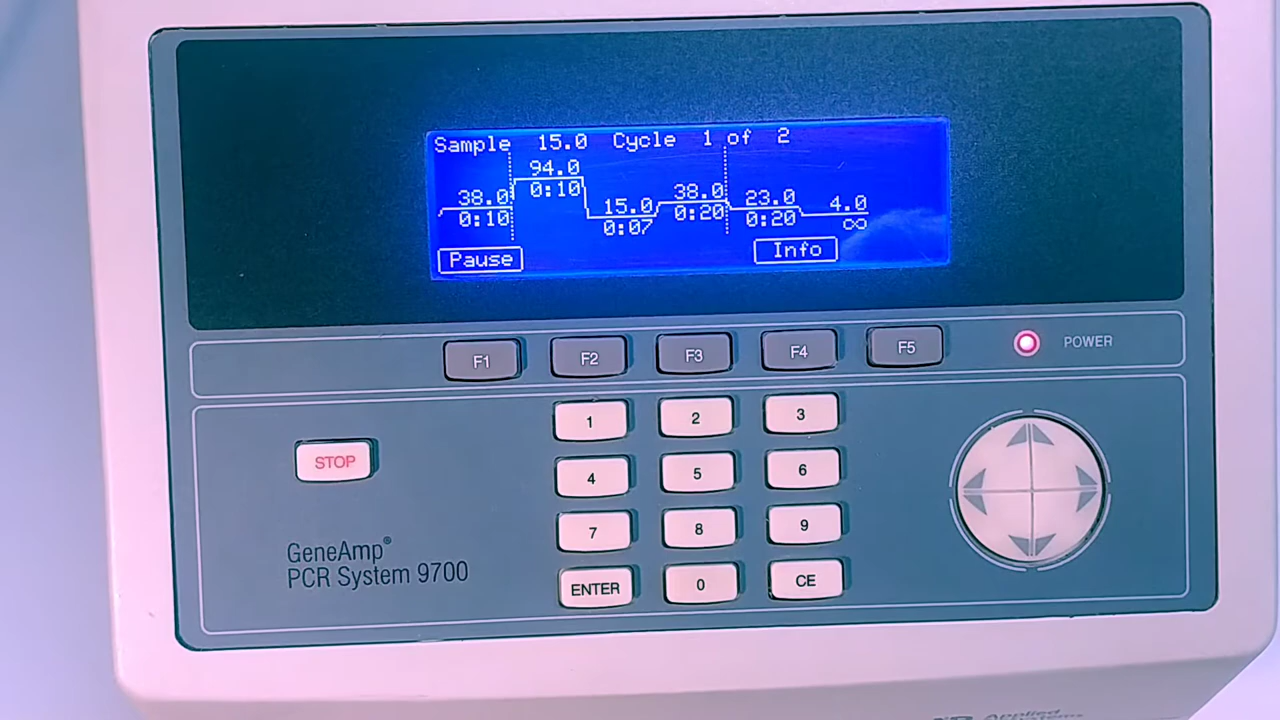 Sample 15.0 Cycle 1 of 2
94.0
38.0 0:10 15.0 38.0 23.0 4.0
0:10 0:07 0:20 0:20 ∞
Pause Info
F1 F2 F3 F4 F5 POWER
1 2 3
STOP 4 5 6
7 8 9
GeneAmp®
PCR System 9700
ENTER 0 CE
Applied